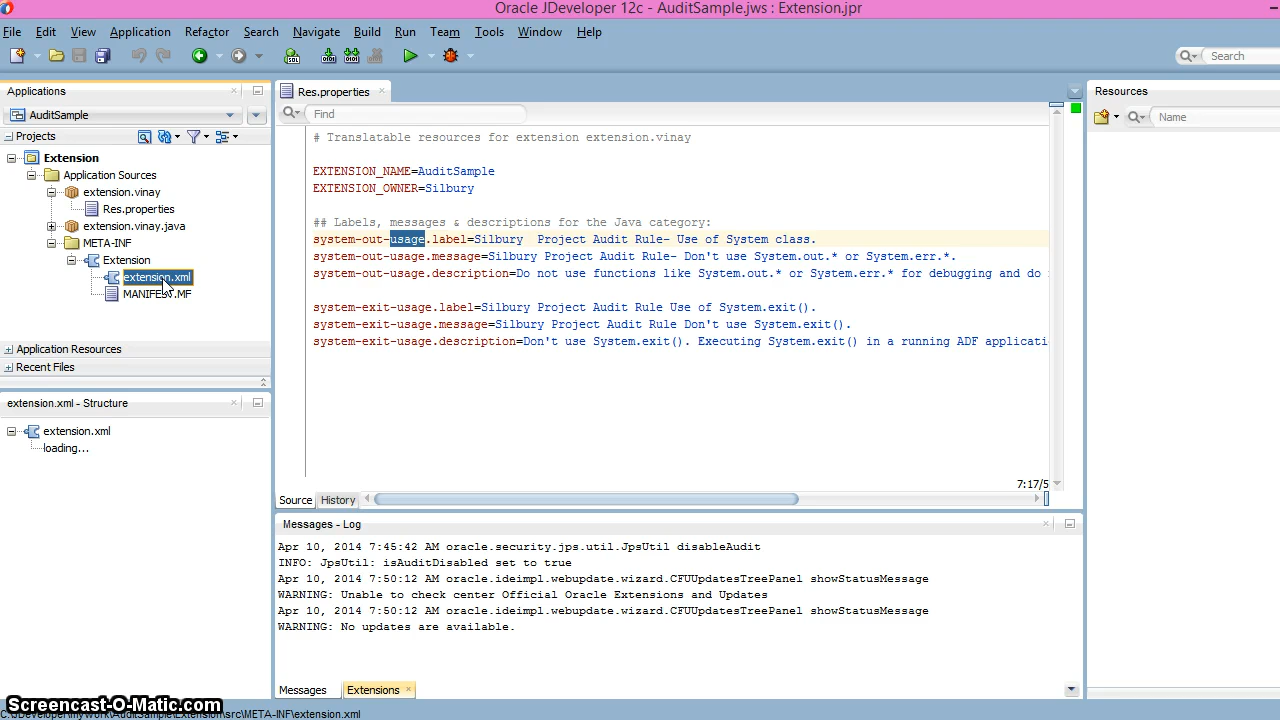 Oracle JDeveloper 12c - AuditSample.jws : Extension.jpr
File Edit View Application Refactor Search Navigate Build Run Team Tools Window Help
Search
Applications
AuditSample
Projects
Extension
Application Sources
extension.vinay
Res.properties
extension.vinay.java
META-INF
Extension
extension.xml
MANIFEST.MF
Application Resources
Recent Files
extension.xml - Structure
extension.xml
loading...
Res.properties
Find
# Translatable resources for extension extension.vinay
EXTENSION_NAME=AuditSample
EXTENSION_OWNER=Silbury
## Labels, messages & descriptions for the Java category:
system-out-usage.label=Silbury  Project Audit Rule- Use of System class.
system-out-usage.message=Silbury Project Audit Rule- Don't use System.out.* or System.err.*.
system-out-usage.description=Do not use functions like System.out.* or System.err.* for debugging and do
system-exit-usage.label=Silbury Project Audit Rule Use of System.exit().
system-exit-usage.message=Silbury Project Audit Rule Don't use System.exit().
system-exit-usage.description=Don't use System.exit(). Executing System.exit() in a running ADF applicati
7:17/5
Source History
Messages - Log
Apr 10, 2014 7:45:42 AM oracle.security.jps.util.JpsUtil disableAudit
INFO: JpsUtil: isAuditDisabled set to true
Apr 10, 2014 7:50:12 AM oracle.ideimpl.webupdate.wizard.CFUUpdatesTreePanel showStatusMessage
WARNING: Unable to check center Official Oracle Extensions and Updates
Apr 10, 2014 7:50:12 AM oracle.ideimpl.webupdate.wizard.CFUUpdatesTreePanel showStatusMessage
WARNING: No updates are available.
Messages Extensions
Resources
Name
Screencast-O-Matic.com
C:\JDeveloper\mywork\AuditSample\Extension\src\META-INF\extension.xml